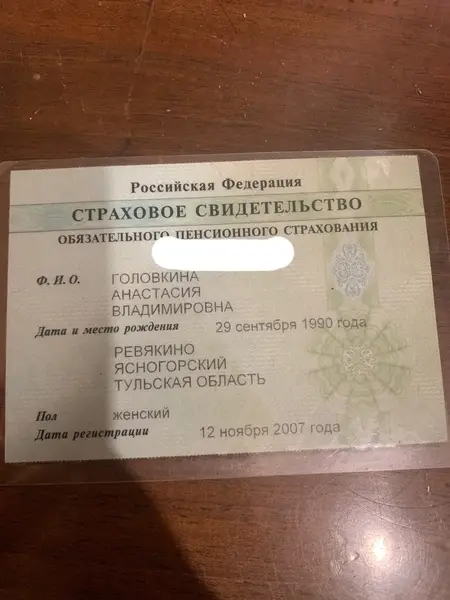 Российская Федерация
СТРАХОВОЕ СВИДЕТЕЛЬСТВО
ОБЯЗАТЕЛЬНОГО ПЕНСИОННОГО СТРАХОВАНИЯ
Ф. И. О. ГОЛОВКИНА
АНАСТАСИЯ
ВЛАДИМИРОВНА
Дата и место рождения 29 сентября 1990 года
РЕВЯКИНО
ЯСНОГОРСКИЙ
ТУЛЬСКАЯ ОБЛАСТЬ
Пол женский
Дата регистрации 12 ноября 2007 года